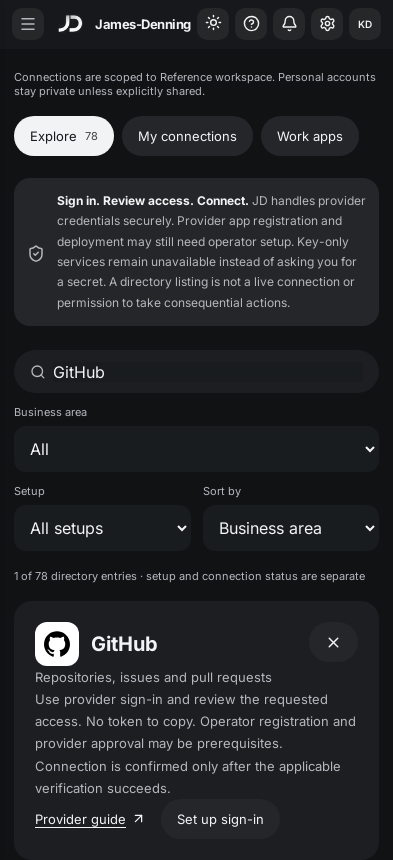 James-Denning
KD
Connections are scoped to Reference workspace. Personal accounts
stay private unless explicitly shared.
Explore 78
My connections
Work apps
Sign in. Review access. Connect. JD handles provider
credentials securely. Provider app registration and
deployment may still need operator setup. Key-only
services remain unavailable instead of asking you for
a secret. A directory listing is not a live connection or
permission to take consequential actions.
GitHub
Business area
All
Setup
Sort by
All setups
Business area
1 of 78 directory entries · setup and connection status are separate
GitHub
Repositories, issues and pull requests
Use provider sign-in and review the requested
access. No token to copy. Operator registration and
provider approval may be prerequisites.
Connection is confirmed only after the applicable
verification succeeds.
Provider guide
Set up sign-in